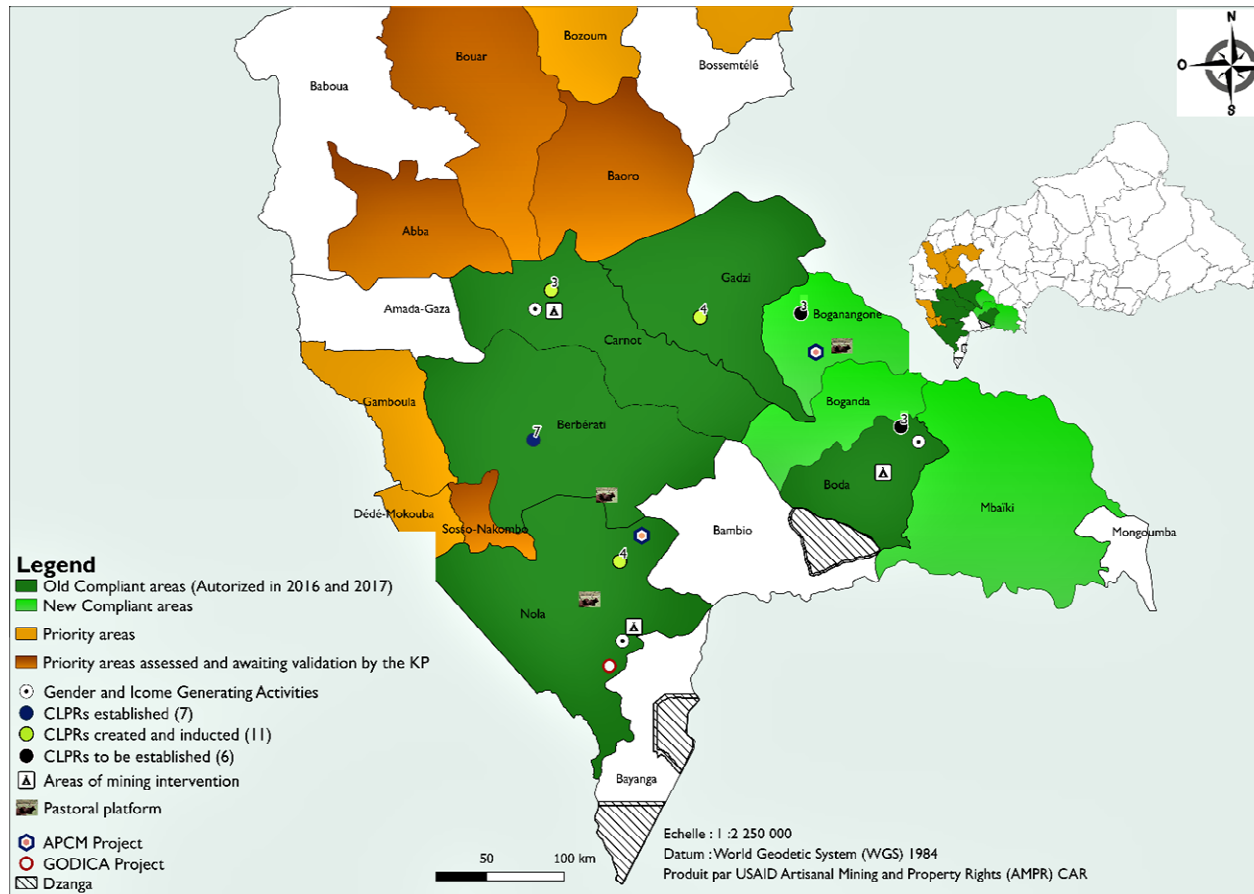 N
O
S
Bozoum
Bouar
Bossemtélé
Baboua
Baoro
Abba
3
Gadzi
Amada-Gaza
4
3
Boganangone
Carnot
Gamboula
Boganda
7
Berbérati
3
Boda
Dédé-Mokouba
Sosso-Nakombo
Bambio
Mbaïki
Mongoumba
4
Nola
Bayanga
Legend
Old Compliant areas (Autorized in 2016 and 2017)
New Compliant areas
Priority areas
Priority areas assessed and awaiting validation by the KP
Gender and Icome Generating Activities
CLPRs established (7)
CLPRs created and inducted (11)
CLPRs to be established (6)
Areas of mining intervention
Pastoral platform
APCM Project
GODICA Project
Dzanga
50 100 km
Echelle : 1 :2 250 000
Datum : World Geodetic System (WGS) 1984
Produit par USAID Artisanal Mining and Property Rights (AMPR) CAR